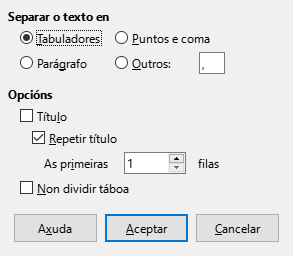 Separar o texto en
Tabuladores Puntos e coma
Parágrafo Outros: ,
Opcións
Título
Repetir título
As primeiras 1 filas
Non dividir táboa
Axuda Aceptar Cancelar